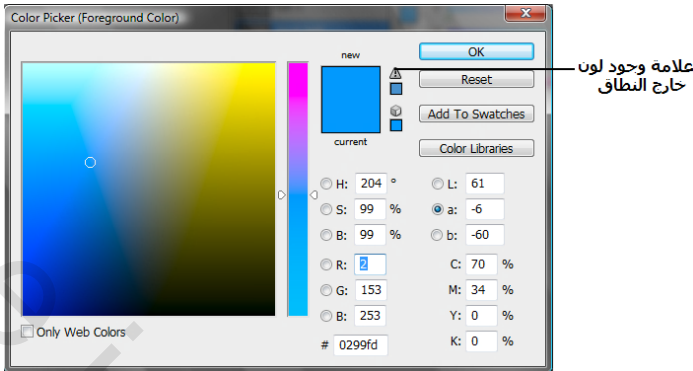 Color Picker (Foreground Color)
new
current
OK
Reset
Add To Swatches
Color Libraries
علامة وجود لون
خارج النطاق
H: 204 ° L: 61
S: 99 % a: -6
B: 99 % b: -60
R: 2 C: 70 %
G: 153 M: 34 %
B: 253 Y: 0 %
# 0299fd K: 0 %
Only Web Colors